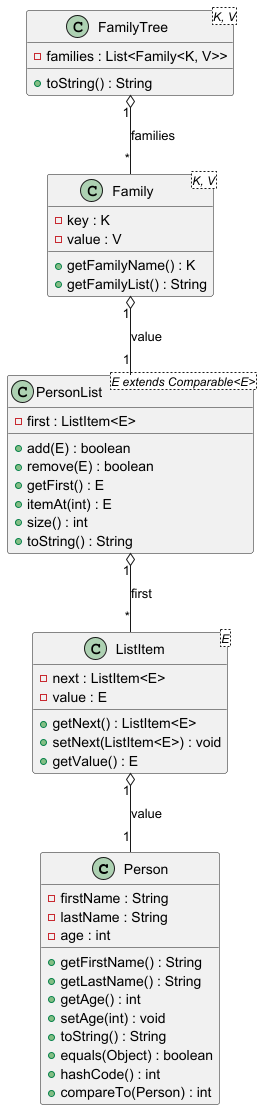 C FamilyTree K, V
families : List<Family<K, V>>
toString() : String
1
families
*
C Family K, V
key : K
value : V
getFamilyName() : K
getFamilyList() : String
1
value
1
C PersonList E extends Comparable<E>
first : ListItem<E>
add(E) : boolean
remove(E) : boolean
getFirst() : E
itemAt(int) : E
size() : int
toString() : String
1
first
*
C ListItem E
next : ListItem<E>
value : E
getNext() : ListItem<E>
setNext(ListItem<E>) : void
getValue() : E
1
value
1
C Person
firstName : String
lastName : String
age : int
getFirstName() : String
getLastName() : String
getAge() : int
setAge(int) : void
toString() : String
equals(Object) : boolean
hashCode() : int
compareTo(Person) : int